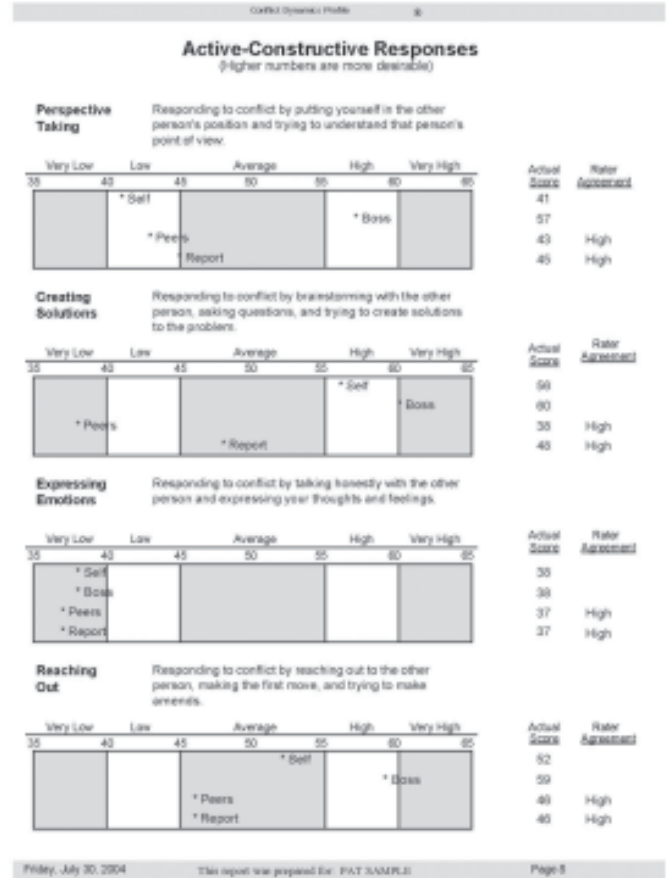 Conflict Dynamics Profile ®
Active-Constructive Responses
(Higher numbers are more desirable)
Perspective Taking
Responding to conflict by putting yourself in the other
person's position and trying to understand that person's
point of view.
Very Low Low Average High Very High
35 40 45 50 55 60 65
Actual Score
Rater Agreement
* Self 41
* Boss 57
* Peers 43 High
* Report 45 High
Creating Solutions
Responding to conflict by brainstorming with the other
person, asking questions, and trying to create solutions
to the problem.
Very Low Low Average High Very High
35 40 45 50 55 60 65
Actual Score
Rater Agreement
* Self 56
* Boss 60
* Peers 38 High
* Report 48 High
Expressing Emotions
Responding to conflict by talking honestly with the other
person and expressing your thoughts and feelings.
Very Low Low Average High Very High
35 40 45 50 55 60 65
Actual Score
Rater Agreement
* Self 38
* Boss 38
* Peers 37 High
* Report 37 High
Reaching Out
Responding to conflict by reaching out to the other
person, making the first move, and trying to make
amends.
Very Low Low Average High Very High
35 40 45 50 55 60 65
Actual Score
Rater Agreement
* Self 52
* Boss 59
* Peers 46 High
* Report 46 High
Friday, July 30, 2004 This report was prepared for: PAT SAMPLE Page 8